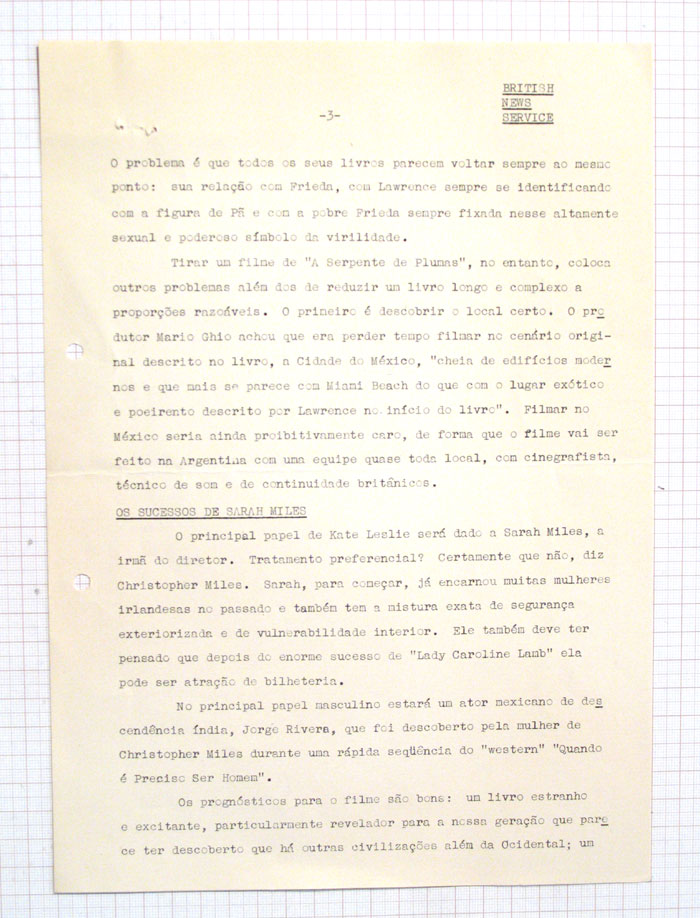 BRITISH
NEWS
SERVICE
-3-
O problema é que todos os seus livros parecem voltar sempre ao mesmo
ponto: sua relação com Frieda, com Lawrence sempre se identificando
com a figura de Pã e com a pobre Frieda sempre fixada nesse altamente
sexual e poderoso símbolo da virilidade.
Tirar um filme de "A Serpente de Plumas", no entanto, coloca
outros problemas além dos de reduzir um livro longo e complexo a
proporções razoáveis. O primeiro é descobrir o local certo. O pro
dutor Mario Ghio achou que era perder tempo filmar no cenário origi-
nal descrito no livro, a Cidade do México, "cheia de edifícios moder
nos e que mais se parece com Miami Beach do que com o lugar exótico
e poeirento descrito por Lawrence no início do livro". Filmar no
México seria ainda proibitivamente caro, de forma que o filme vai ser
feito na Argentina com uma equipe quase toda local, com cinegrafista,
técnico de som e de continuidade britânicos.
OS SUCESSOS DE SARAH MILES
O principal papel de Kate Leslie será dado a Sarah Miles, a
irmã do diretor. Tratamento preferencial? Certamente que não, diz
Christopher Miles. Sarah, para começar, já encarnou muitas mulheres
irlandesas no passado e também tem a mistura exata de segurança
exteriorizada e de vulnerabilidade interior. Ele também deve ter
pensado que depois do enorme sucesso de "Lady Caroline Lamb" ela
pode ser atração de bilheteria.
No principal papel masculino estará um ator mexicano de des
cendência índia, Jorge Rivera, que foi descoberto pela mulher de
Christopher Miles durante uma rápida seqüência do "western" "Quando
é Preciso Ser Homem".
Os prognósticos para o filme são bons: um livro estranho
e excitante, particularmente revelador para a nossa geração que pare
ce ter descoberto que há outras civilizações além da Ocidental; um